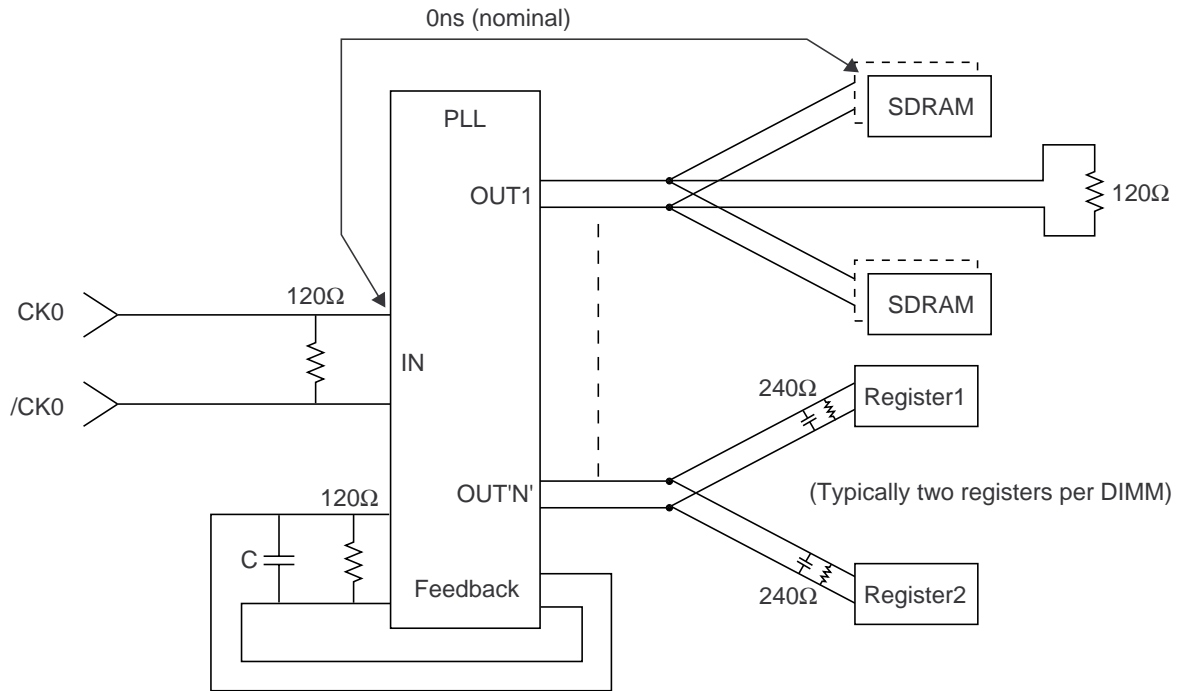 0ns (nominal)
PLL
SDRAM
OUT1
120Ω
SDRAM
120Ω
CK0
IN
/CK0
240Ω
Register1
OUT'N'
(Typically two registers per DIMM)
120Ω
C
Feedback
240Ω
Register2